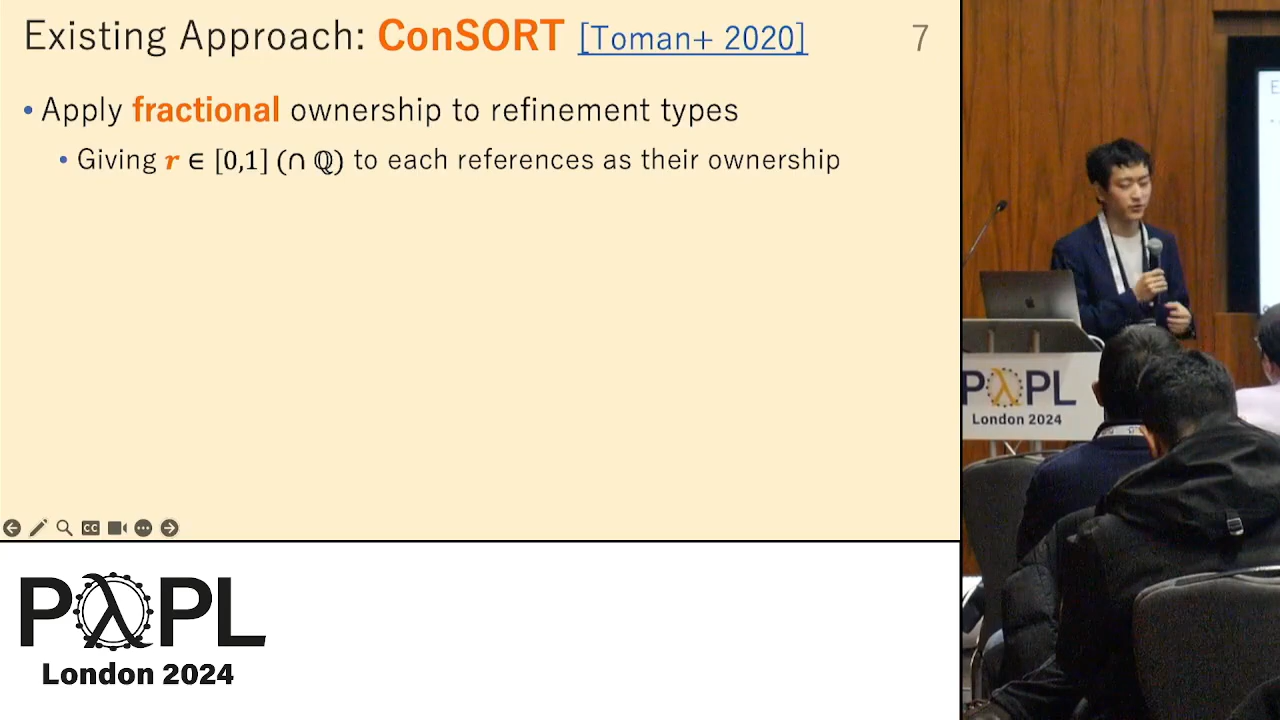 Existing Approach: ConSORT [Toman+ 2020]
7
• Apply fractional ownership to refinement types
• Giving r ∈ [0,1] (∩ ℚ) to each references as their ownership
CC
PλPL
London 2024
PλPL
London 2024